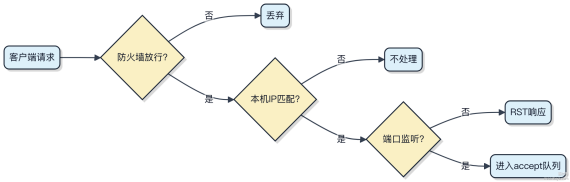 客户端请求
防火墙放行?
否
丢弃
是
本机IP匹配?
否
不处理
是
端口监听?
否
RST响应
是
进入accept队列